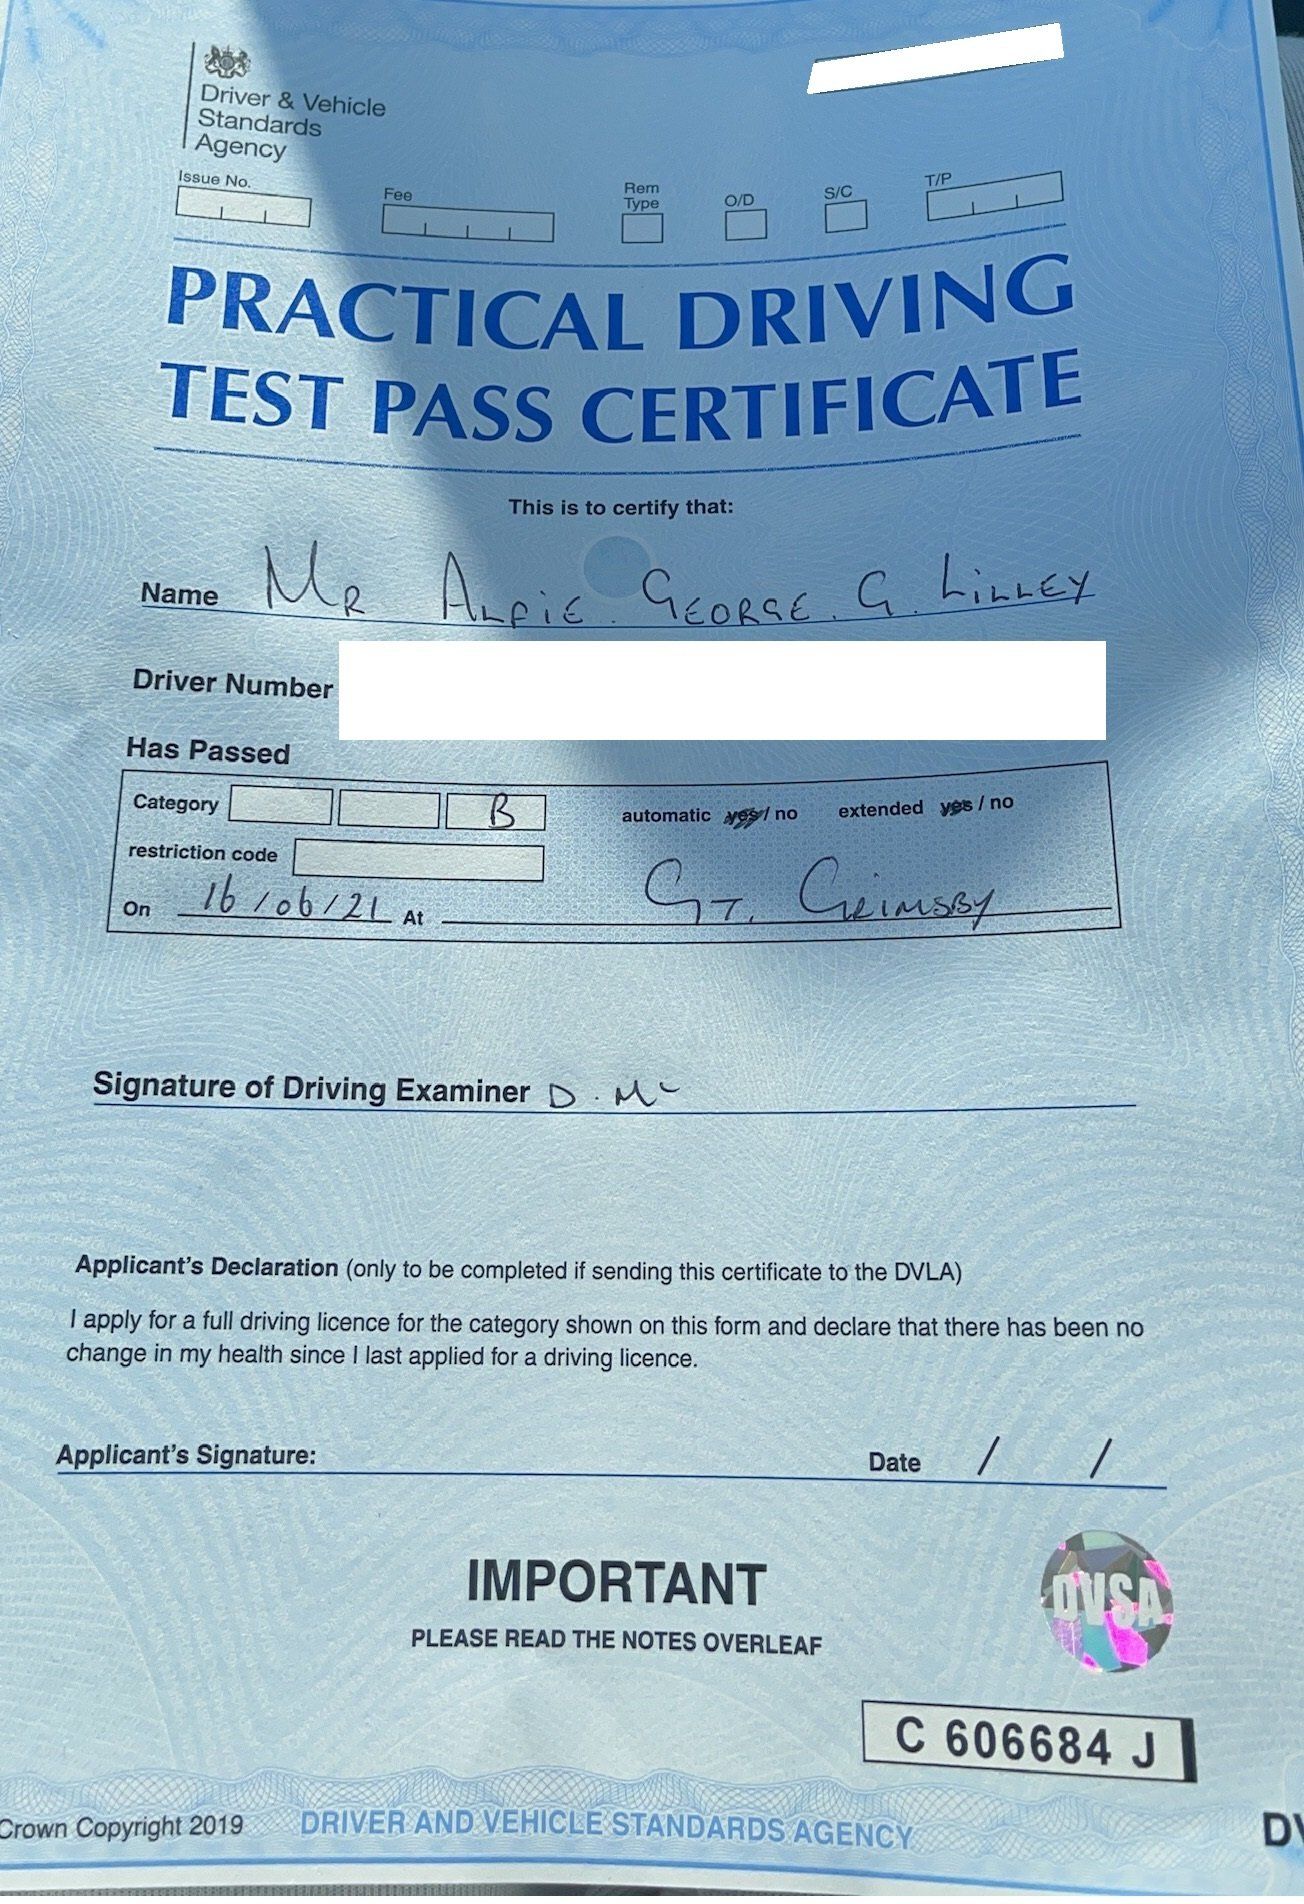 Driver & Vehicle
Standards
Agency
Issue No.
Fee
Rem
Type
O/D
S/C
T/P
PRACTICAL DRIVING
TEST PASS CERTIFICATE
This is to certify that:
Name MR ALFIE. GEORGE. G. LILLEY
Driver Number
Has Passed
Category B automatic yes / no extended yes / no
restriction code
On 16/06/21 At GT. GRIMSBY
Signature of Driving Examiner D. Mc
Applicant's Declaration (only to be completed if sending this certificate to the DVLA)
I apply for a full driving licence for the category shown on this form and declare that there has been no
change in my health since I last applied for a driving licence.
Applicant's Signature: Date / /
IMPORTANT
PLEASE READ THE NOTES OVERLEAF
DVSA
C 606684 J
Crown Copyright 2019 DRIVER AND VEHICLE STANDARDS AGENCY